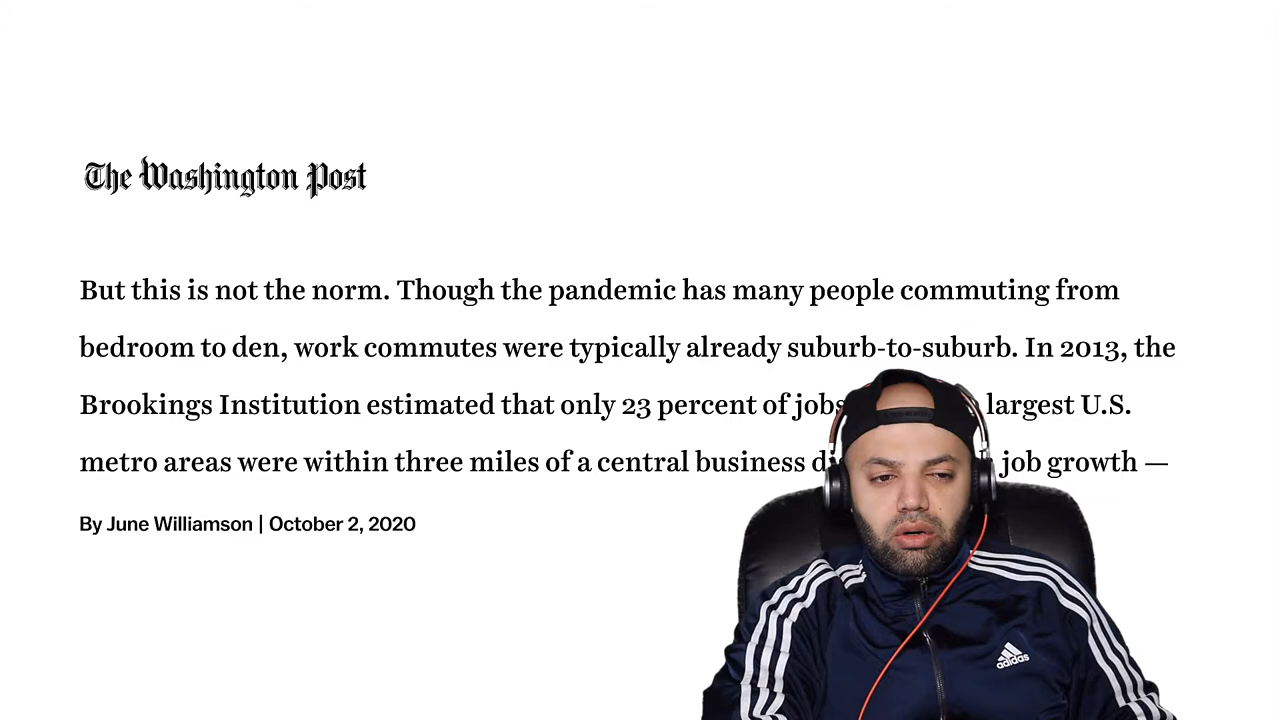 The Washington Post
But this is not the norm. Though the pandemic has many people commuting from
bedroom to den, work commutes were typically already suburb-to-suburb. In 2013, the
Brookings Institution estimated that only 23 percent of jobs largest U.S.
metro areas were within three miles of a central business job growth —
By June Williamson | October 2, 2020
adidas